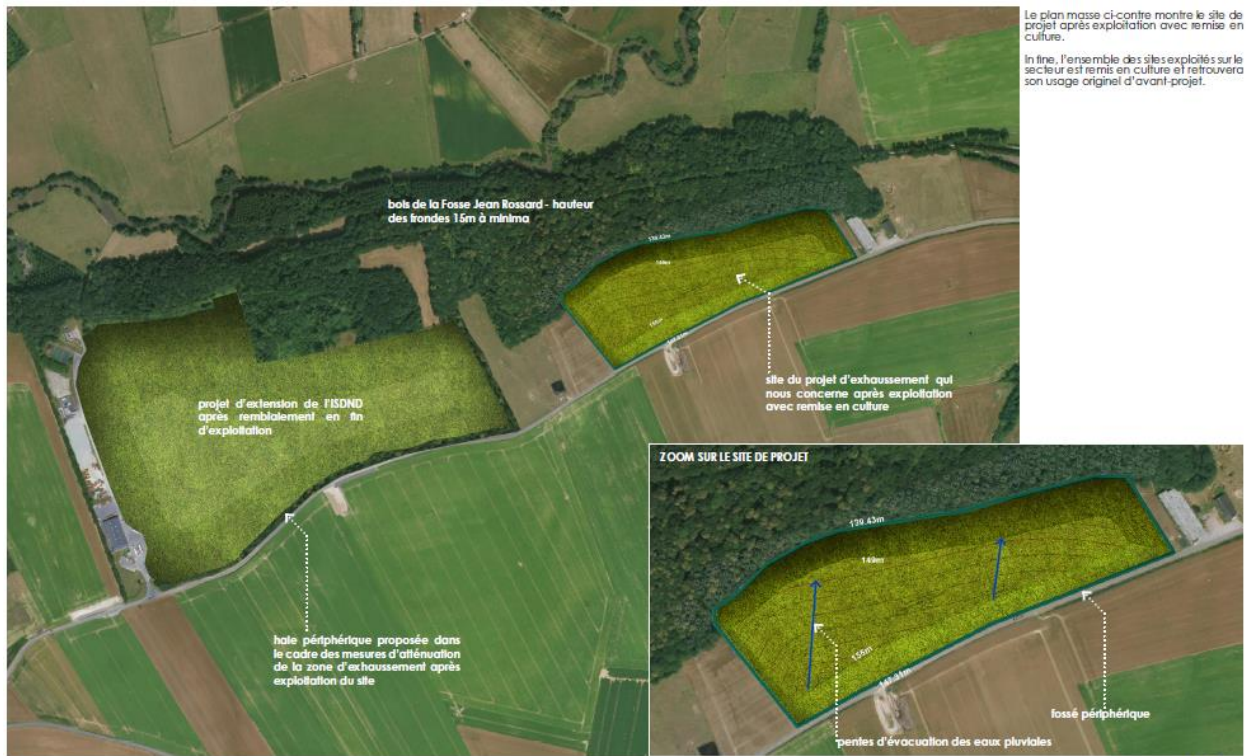 Le plan masse ci-contre montre le site de
projet après exploitation avec remise en
culture.
In fine, l'ensemble des sites exploités sur le
secteur est remis en culture et retrouvera
son usage originel d'avant-projet.
bois de la Fosse Jean Rossard - hauteur
des frondes 15m à minima
149m
155m
projet d'extension de l'ISDND
après remblaiement en fin
d'exploitation
site du projet d'exhaussement qui
nous concerne après exploitation
avec remise en culture
haie périphérique proposée dans
le cadre des mesures d'atténuation
de la zone d'exhaussement après
exploitation du site
ZOOM SUR LE SITE DE PROJET
139.43m
149m
155m
fossé périphérique
pentes d'évacuation des eaux pluviales